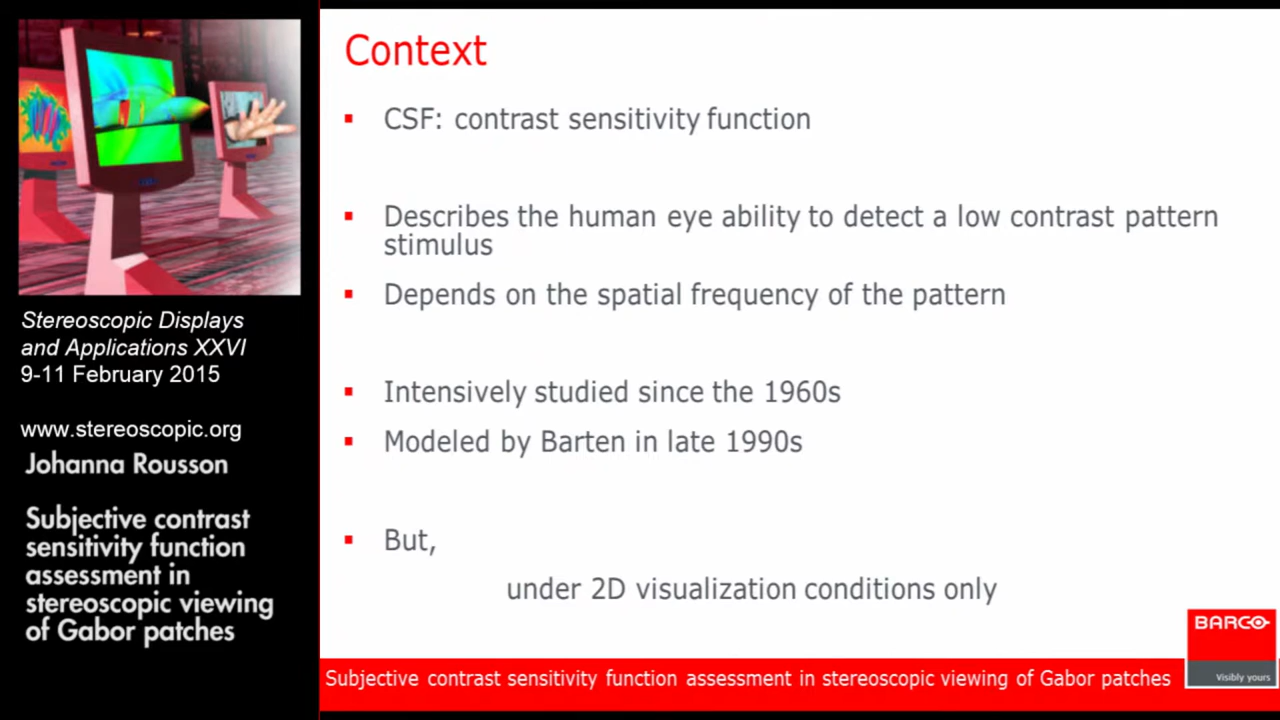 Stereoscopic Displays
and Applications XXVI
9-11 February 2015
www.stereoscopic.org
Johanna Rousson
Subjective contrast
sensitivity function
assessment in
stereoscopic viewing
of Gabor patches
Context
CSF: contrast sensitivity function
Describes the human eye ability to detect a low contrast pattern
stimulus
Depends on the spatial frequency of the pattern
Intensively studied since the 1960s
Modeled by Barten in late 1990s
But,
under 2D visualization conditions only
BARCO
Visibly yours
Subjective contrast sensitivity function assessment in stereoscopic viewing of Gabor patches